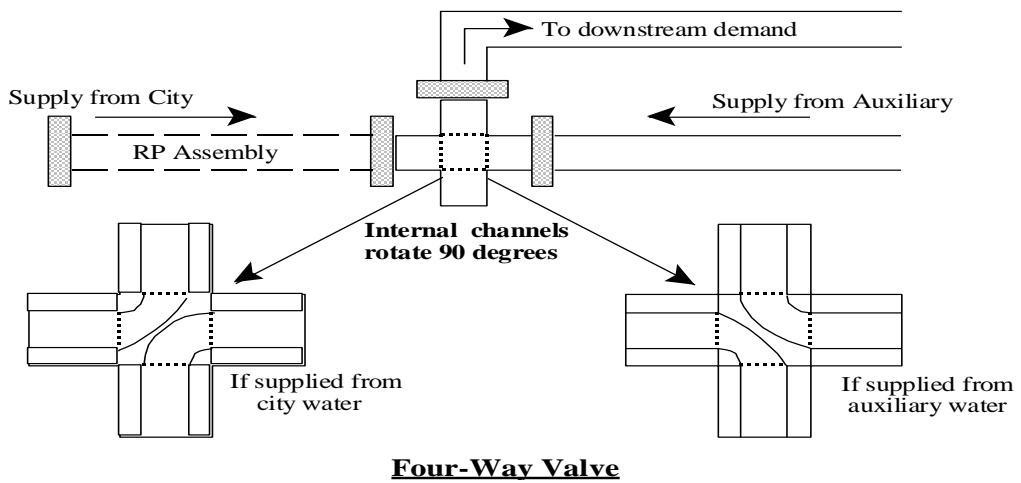 To downstream demand
Supply from City
Supply from Auxiliary
RP Assembly
Internal channels
rotate 90 degrees
If supplied from
city water
If supplied from
auxiliary water
Four-Way Valve